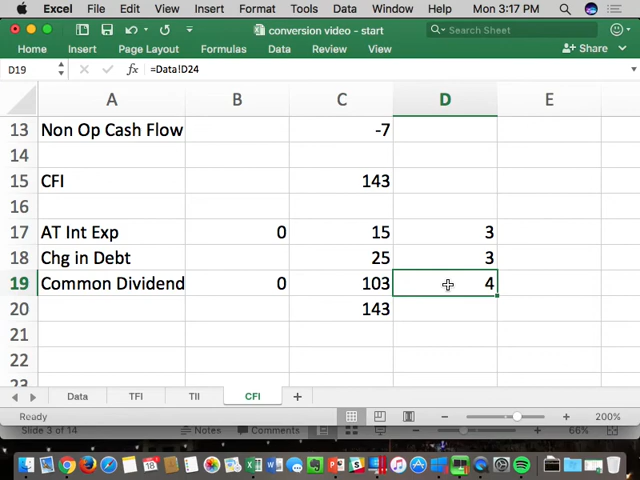 Excel File Edit View Insert Format Tools Data Window Help Mon 3:17 PM
conversion video - start
Search Sheet
Home Insert Page Layout Formulas Data Review View Share
D19 fx =Data!D24
A B C D E
13 Non Op Cash Flow -7
14
15 CFI 143
16
17 AT Int Exp 0 15 3
18 Chg in Debt 25 3
19 Common Dividend 0 103 4
20 143
21
22
23
Data TFI TII CFI
Ready 200%
Slide 3 of 14 Notes Comments 66%